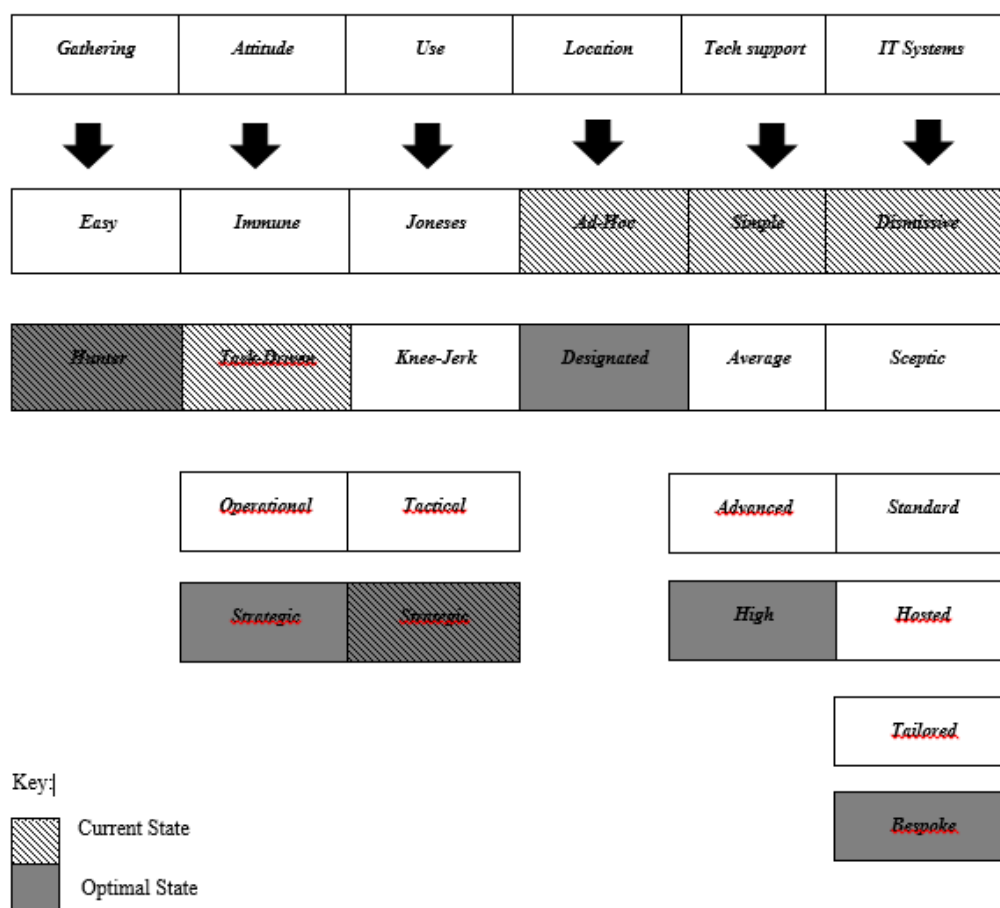 Gathering Attitude Use Location Tech support IT Systems
Easy Immune Joneses Ad-Hoc Simple Dismissive
Hunter Task-Driven Knee-Jerk Designated Average Sceptic
Operational Tactical Advanced Standard
Strategic Strategic High Hosted
Tailored
Key:
Bespoke
Current State
Optimal State